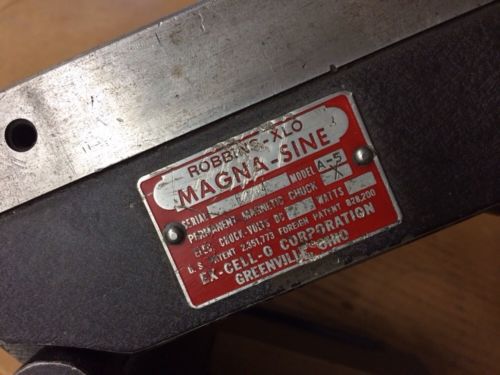 ROBBINS-XLO
MAGNA-SINE
SERIAL MODEL A-5
PERMANENT MAGNETIC CHUCK X
ELEC. CHUCK-VOLTS DC WATTS
U. S. PATENT 2,351,773 FOREIGN PATENT 828,200
EX-CELL-O CORPORATION
GREENVILLE, OHIO